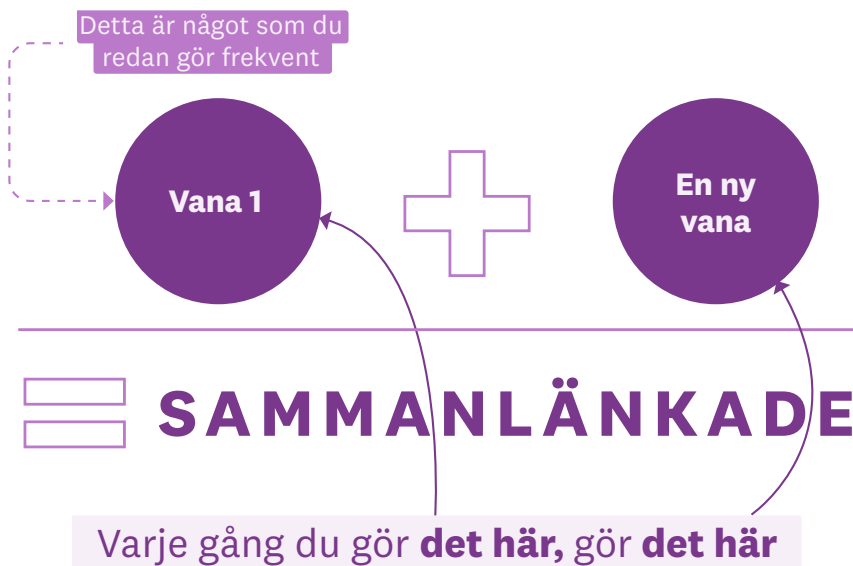 Detta är något som du
redan gör frekvent
Vana 1
En ny
vana
SAMMANLÄNKADE
Varje gång du gör det här, gör det här